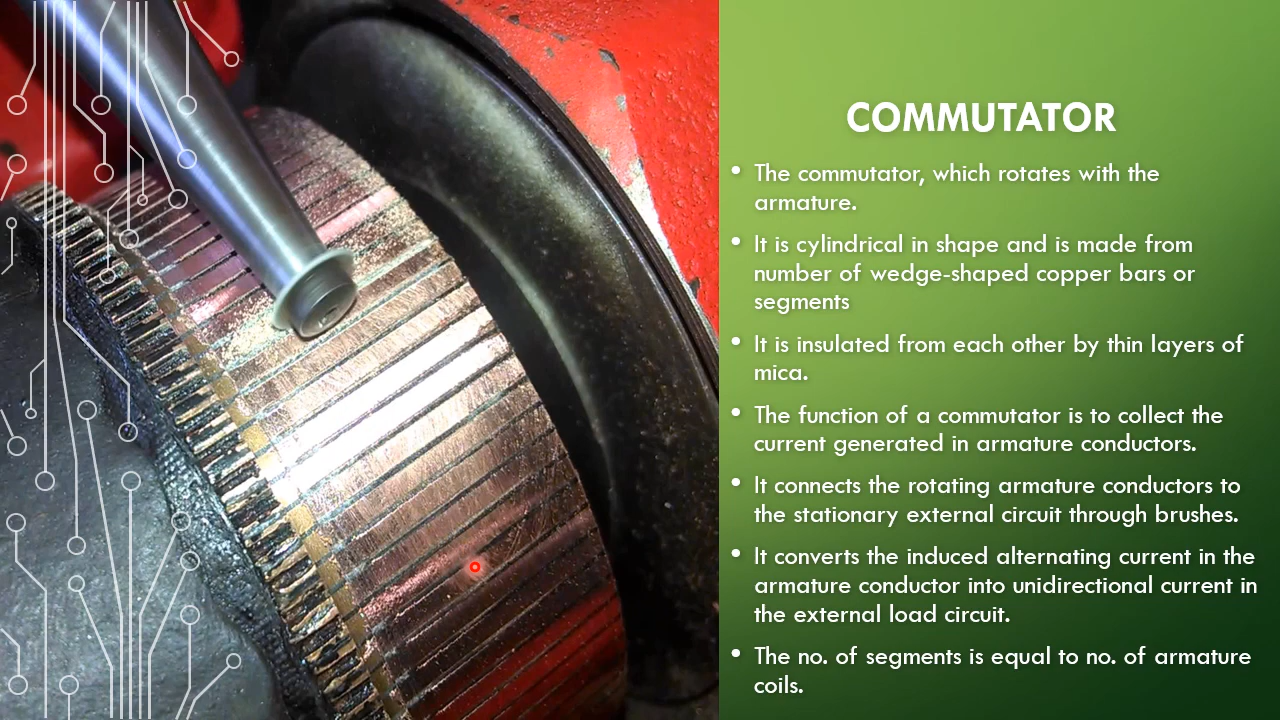 COMMUTATOR
• The commutator, which rotates with the
armature.
• It is cylindrical in shape and is made from
number of wedge-shaped copper bars or
segments
• It is insulated from each other by thin layers of
mica.
• The function of a commutator is to collect the
current generated in armature conductors.
• It connects the rotating armature conductors to
the stationary external circuit through brushes.
• It converts the induced alternating current in the
armature conductor into unidirectional current in
the external load circuit.
• The no. of segments is equal to no. of armature
coils.